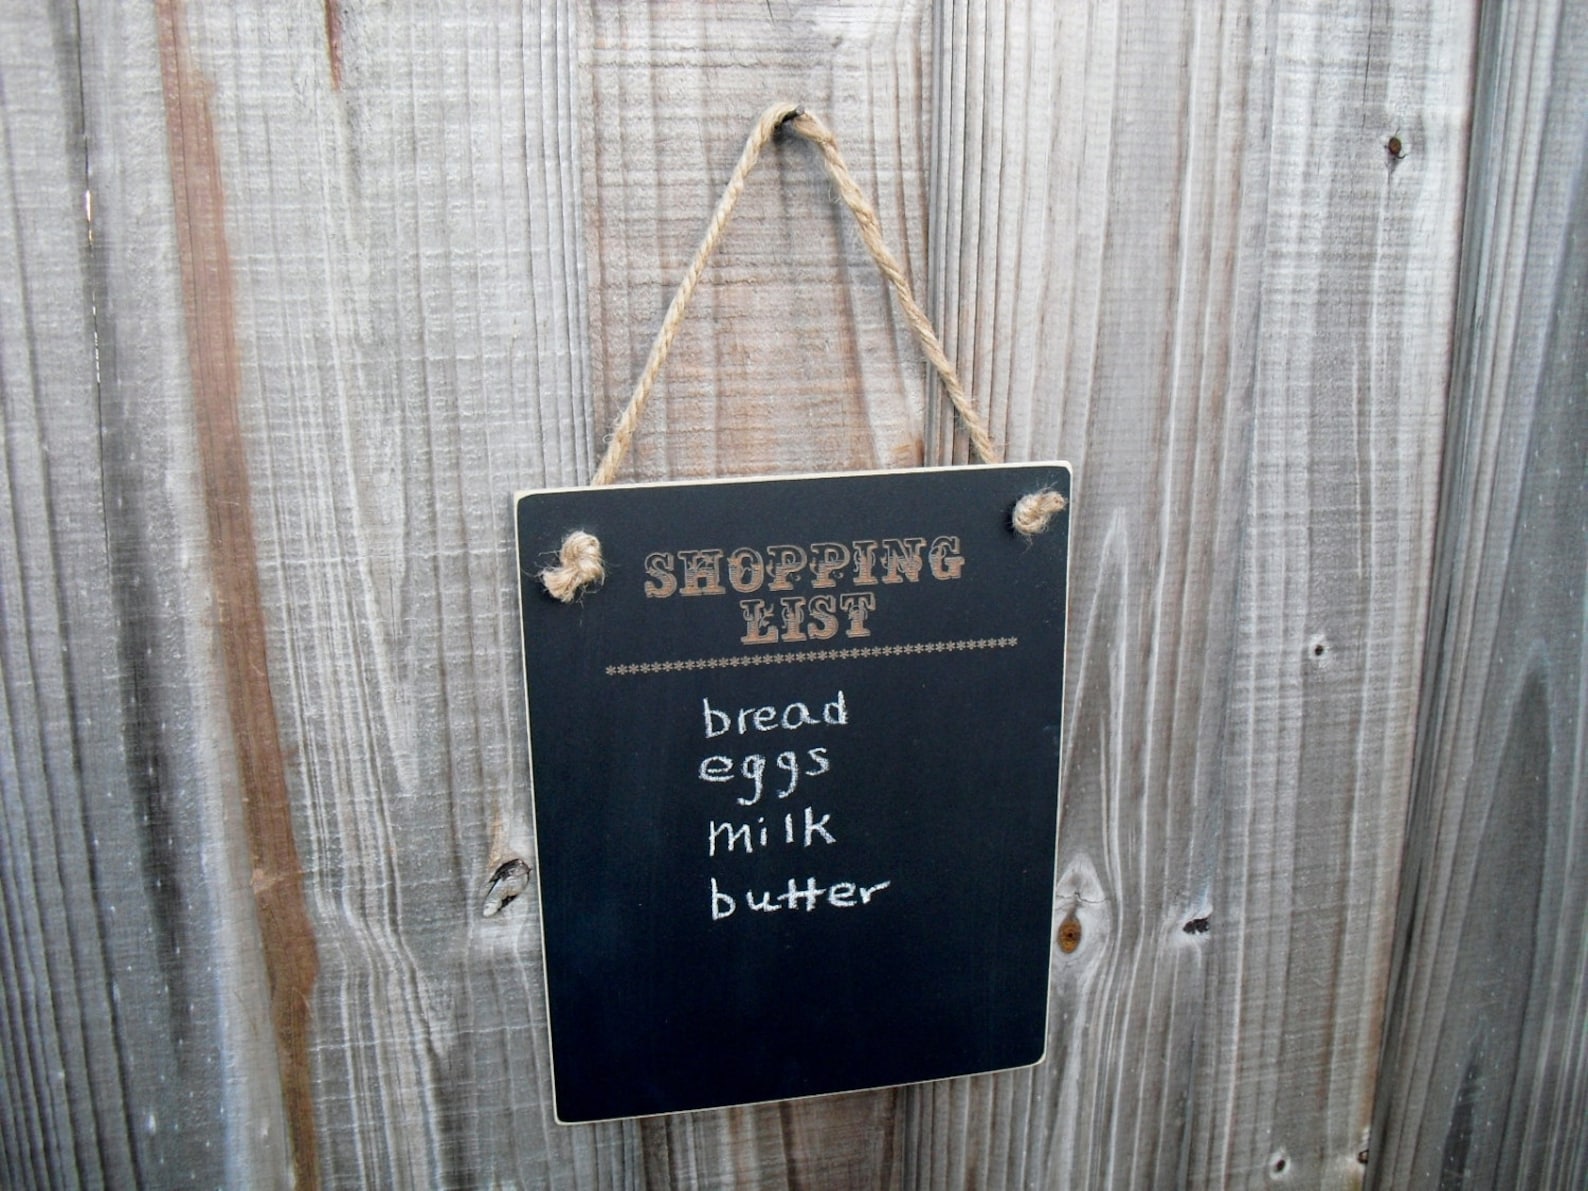 SHOPPING
LIST
bread
eggs
milk
butter